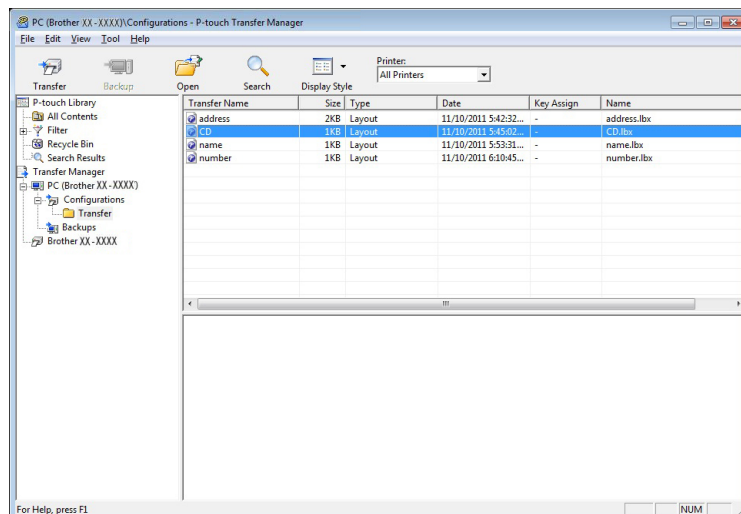 PC (Brother XX-XXXX)\Configurations - P-touch Transfer Manager
File Edit View Tool Help
Transfer Backup Open Search Display Style
Printer:
All Printers
P-touch Library
All Contents
Filter
Recycle Bin
Search Results
Transfer Manager
PC (Brother XX-XXXX)
Configurations
Transfer
Backups
Brother XX-XXXX
Transfer Name Size Type Date Key Assign Name
address 2KB Layout 11/10/2011 5:42:32... - address.lbx
CD 1KB Layout 11/10/2011 5:45:02... - CD.lbx
name 1KB Layout 11/10/2011 5:53:31... - name.lbx
number 1KB Layout 11/10/2011 6:10:45... - number.lbx
For Help, press F1
NUM